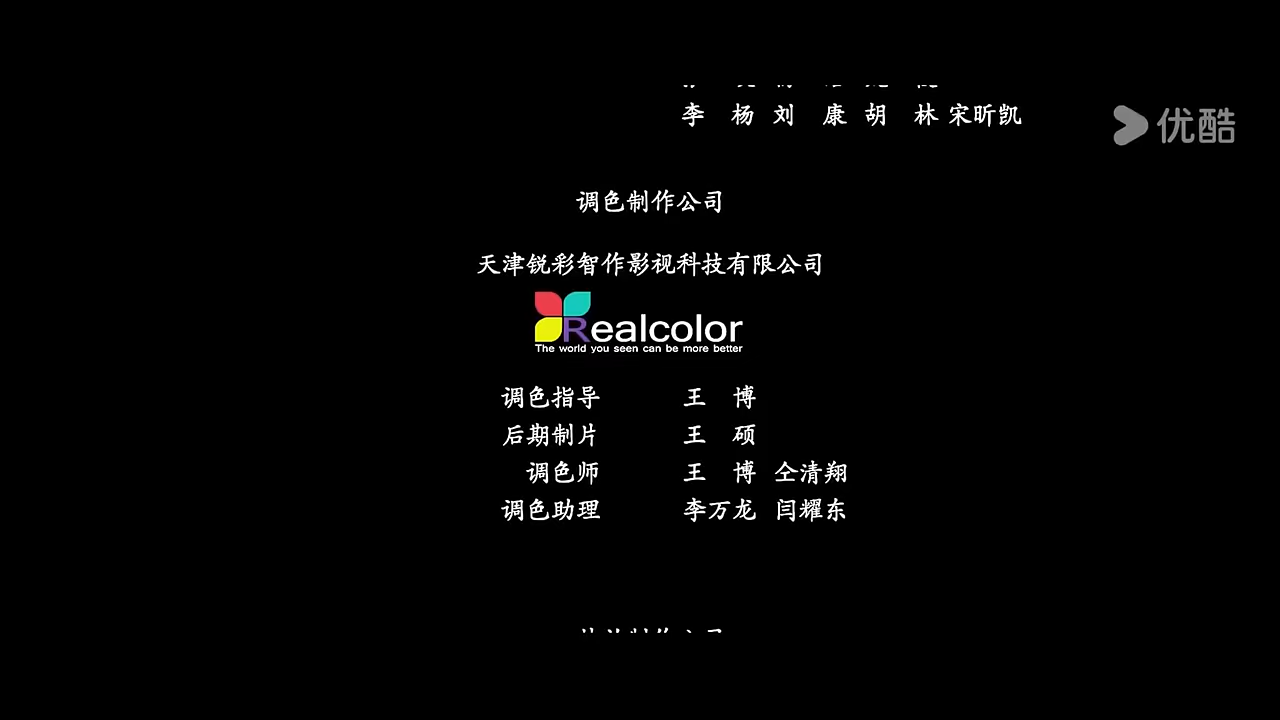 李 杨 刘 康 胡 林 宋昕凯
优酷
调色制作公司
天津锐彩智作影视科技有限公司
Realcolor
The world you seen can be more better
调色指导 王 博
后期制片 王 硕
调色师 王 博 仝清翔
调色助理 李万龙 闫耀东